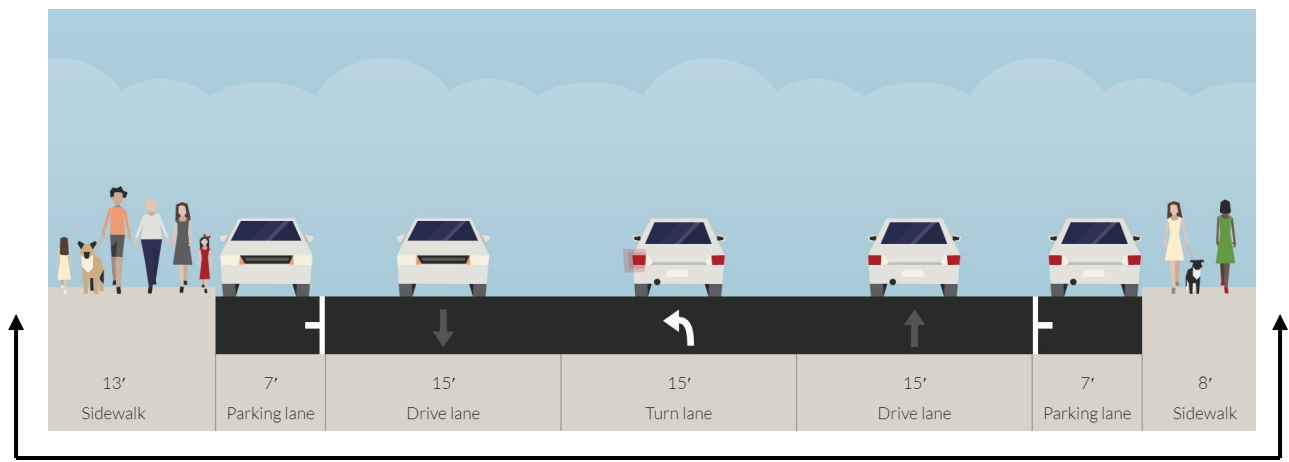 13′ 7′ 15′ 15′ 15′ 7′ 8′
Sidewalk Parking lane Drive lane Turn lane Drive lane Parking lane Sidewalk